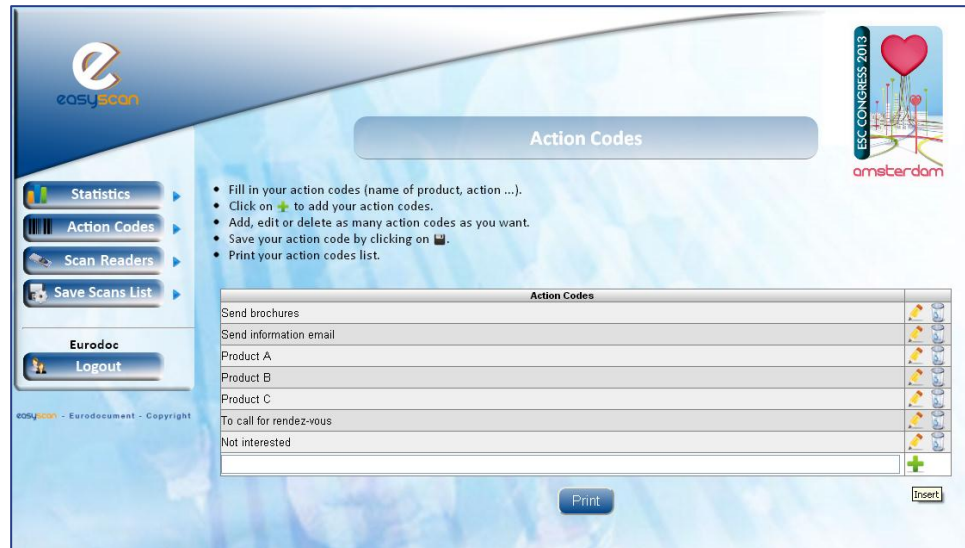 easyscan
ESC CONGRESS 2013
amsterdam
Action Codes
Statistics
Action Codes
Scan Readers
Save Scans List
Eurodoc
Logout
easyscan - Eurodocument - Copyright
Fill in your action codes (name of product, action ...).
Click on to add your action codes.
Add, edit or delete as many action codes as you want.
Save your action code by clicking on .
Print your action codes list.
Action Codes
Send brochures
Send information email
Product A
Product B
Product C
To call for rendez-vous
Not interested
Print
Insert